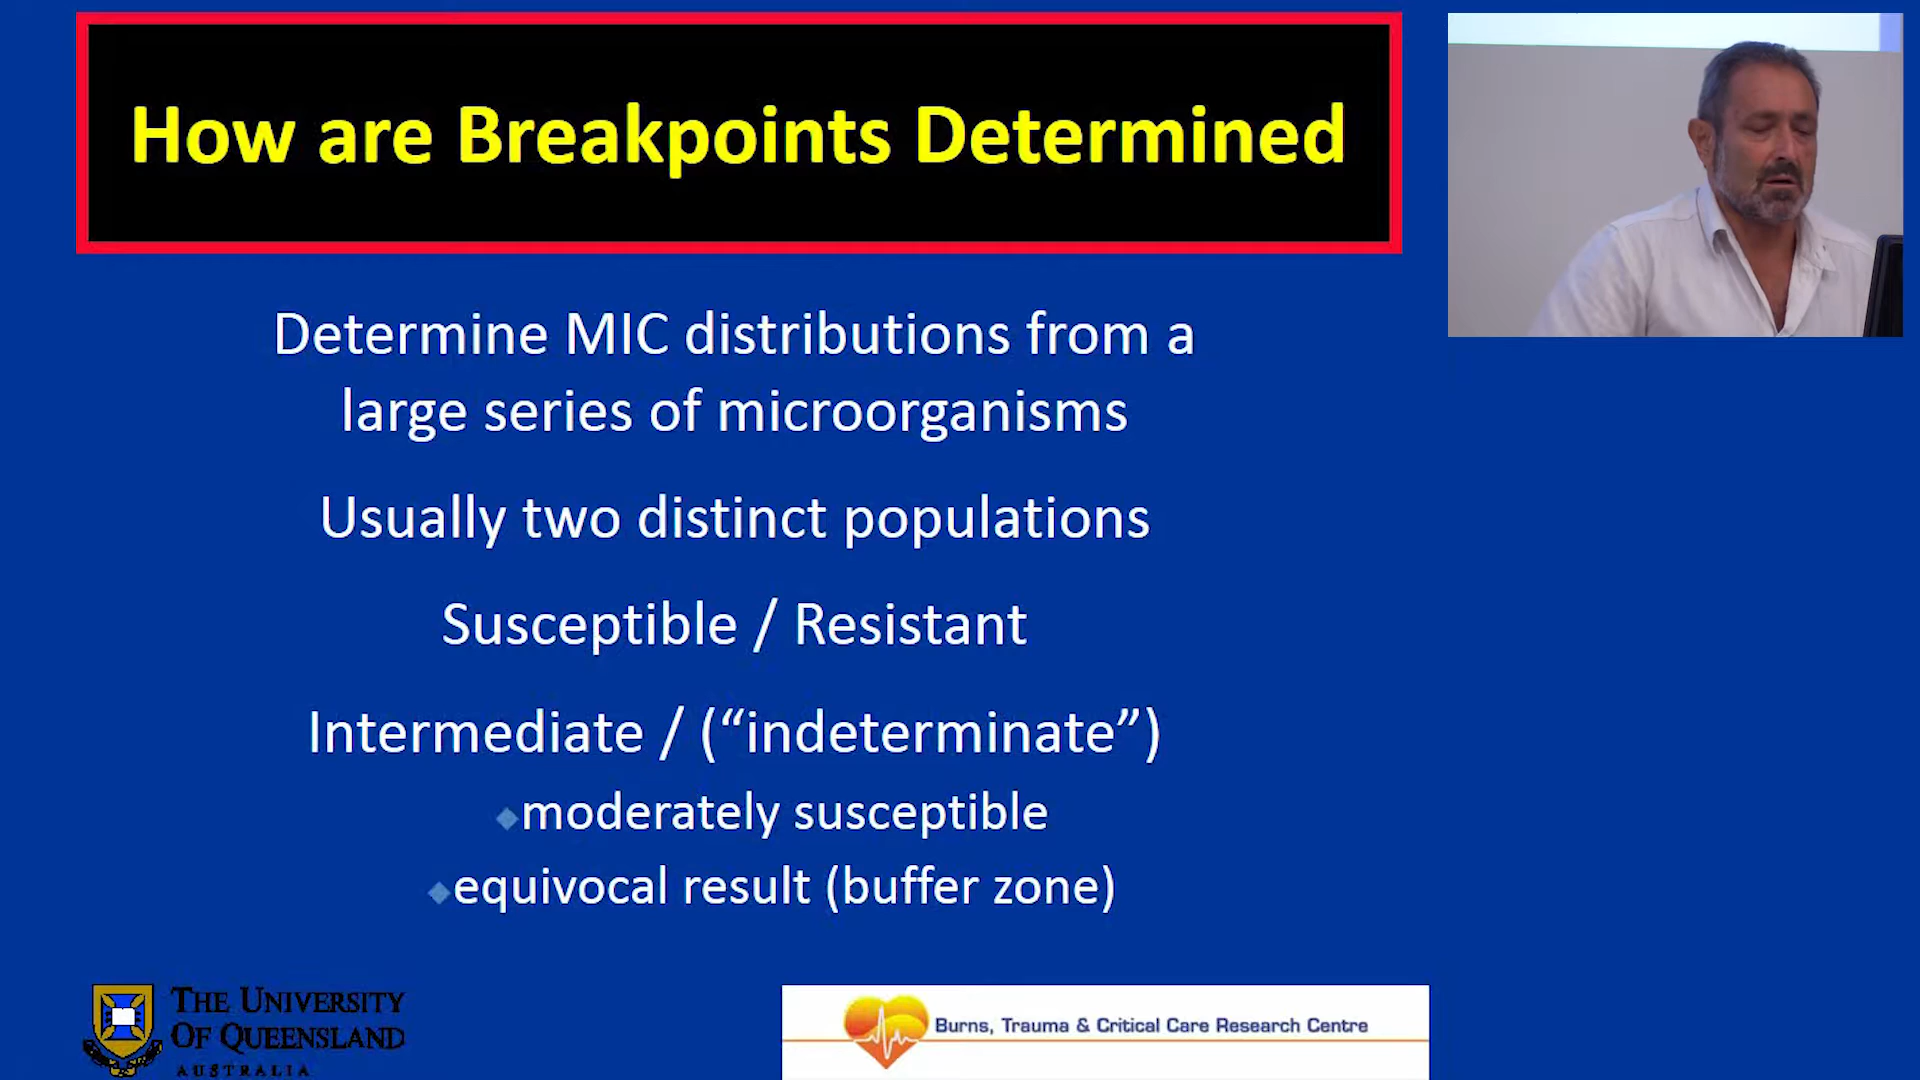 How are Breakpoints Determined
Determine MIC distributions from a
large series of microorganisms
Usually two distinct populations
Susceptible / Resistant
Intermediate / (“indeterminate”)
moderately susceptible
equivocal result (buffer zone)
THE UNIVERSITY
OF QUEENSLAND
AUSTRALIA
Burns, Trauma & Critical Care Research Centre